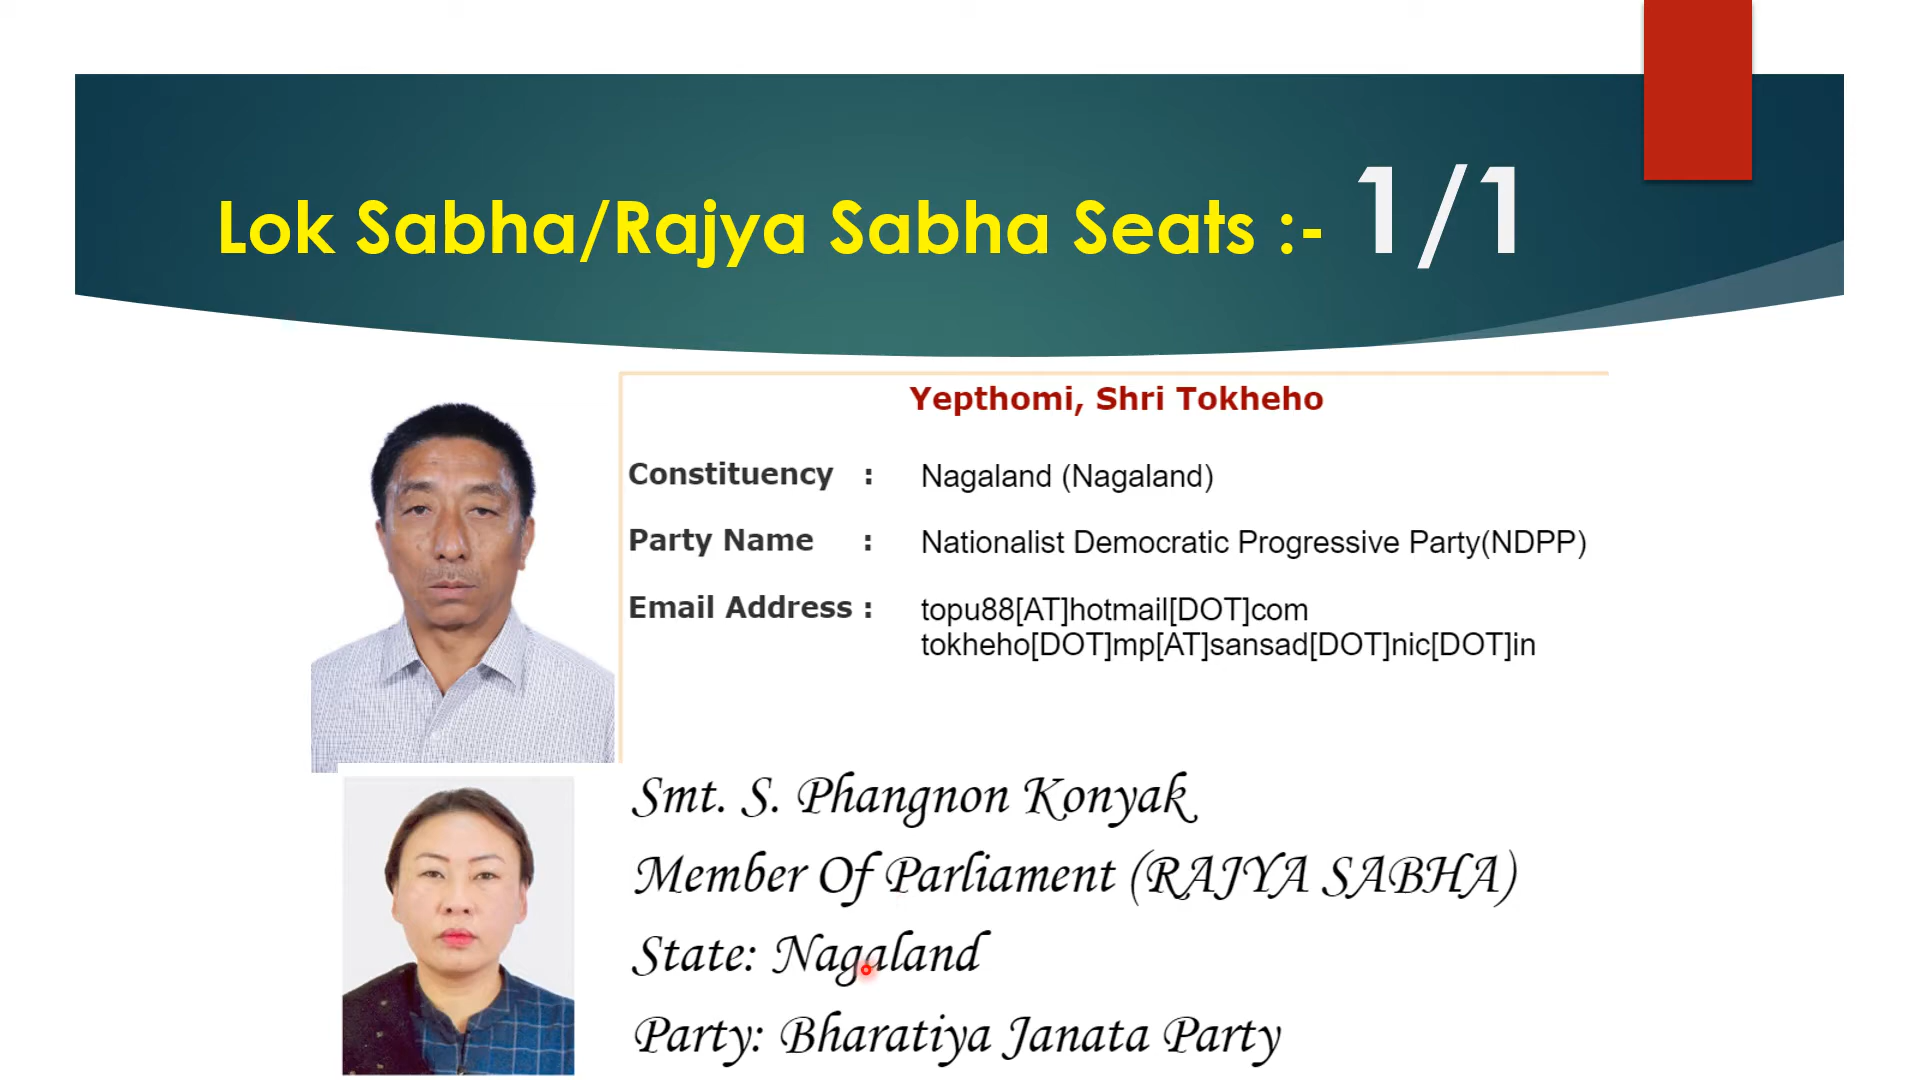 Lok Sabha/Rajya Sabha Seats :- 1/1
Yepthomi, Shri Tokheho
Constituency : Nagaland (Nagaland)
Party Name : Nationalist Democratic Progressive Party(NDPP)
Email Address : topu88[AT]hotmail[DOT]com
tokheho[DOT]mp[AT]sansad[DOT]nic[DOT]in
Smt. S. Phangnon Konyak
Member Of Parliament (RAJYA SABHA)
State: Nagaland
Party: Bharatiya Janata Party